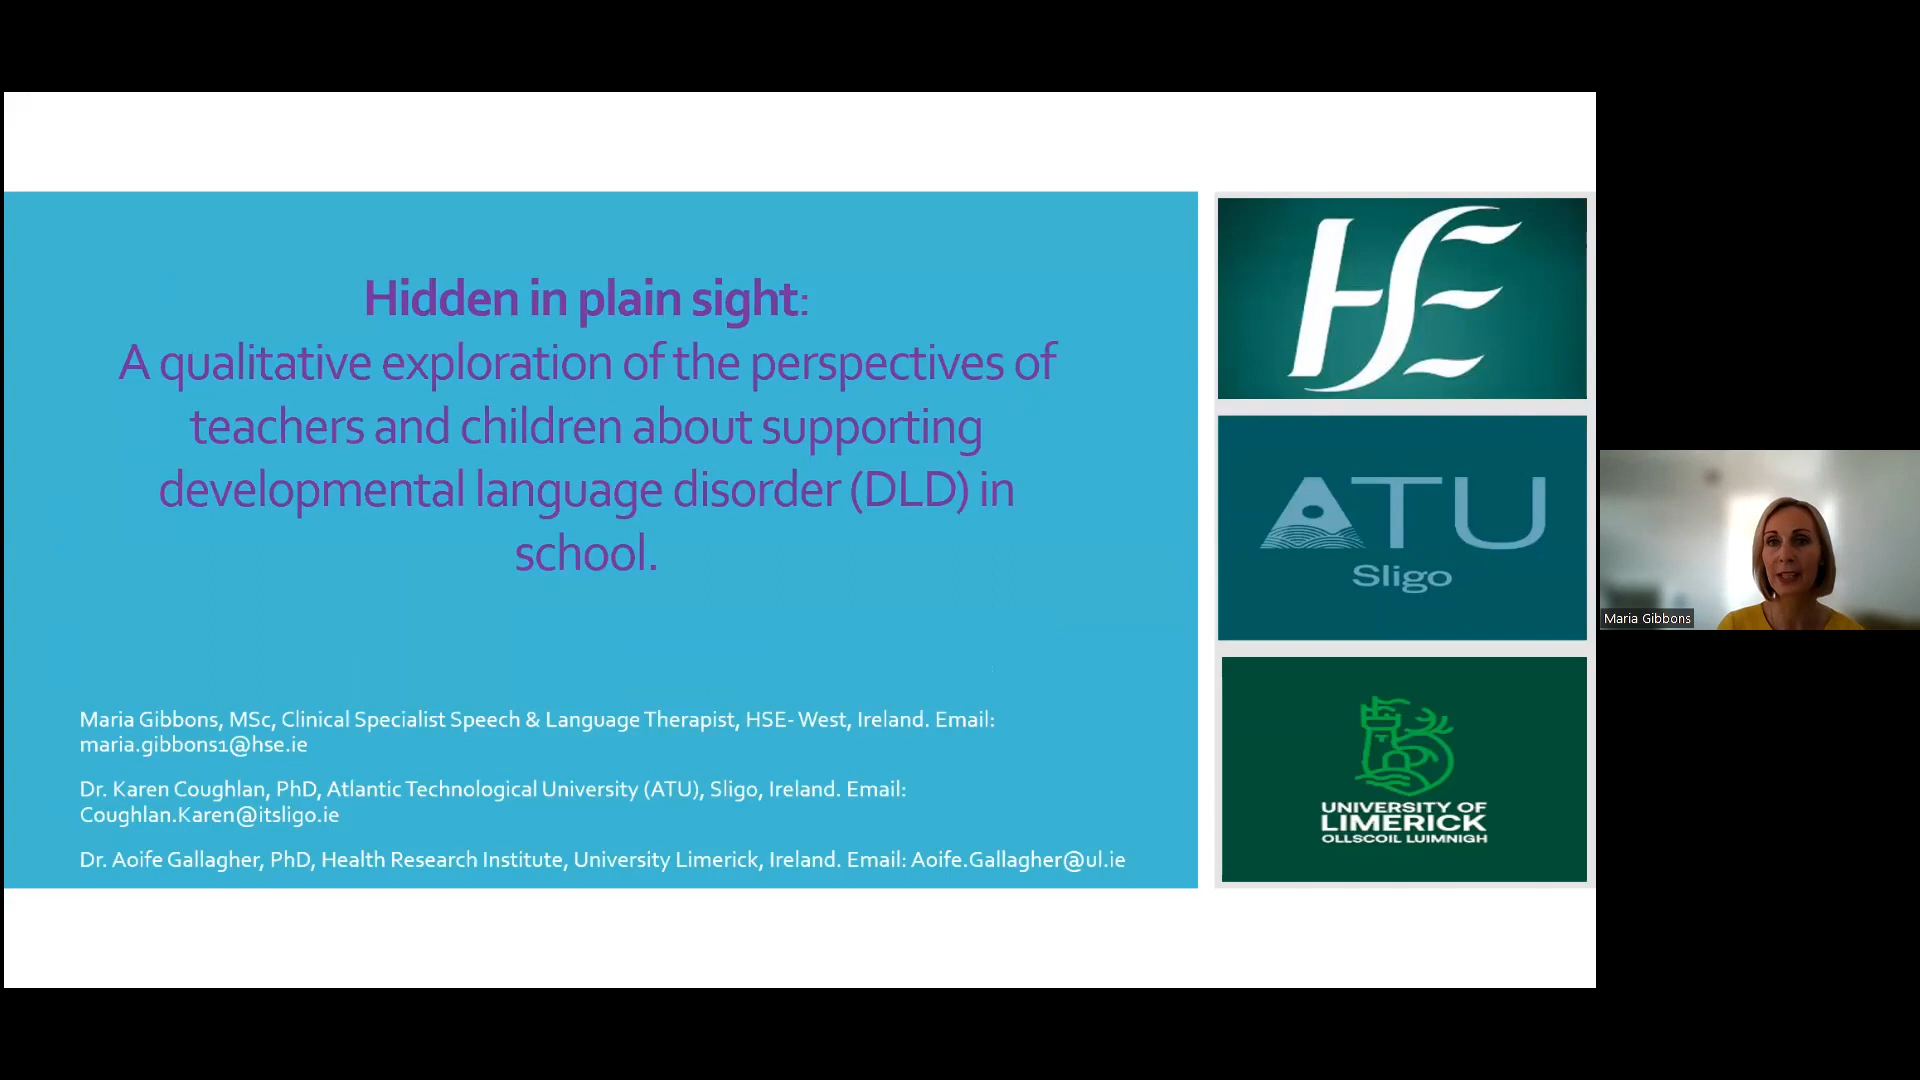 Hidden in plain sight:
A qualitative exploration of the perspectives of
teachers and children about supporting
developmental language disorder (DLD) in
school.
Maria Gibbons, MSc, Clinical Specialist Speech & Language Therapist, HSE- West, Ireland. Email:
maria.gibbons1@hse.ie
Dr. Karen Coughlan, PhD, Atlantic Technological University (ATU), Sligo, Ireland. Email:
Coughlan.Karen@itsligo.ie
Dr. Aoife Gallagher, PhD, Health Research Institute, University Limerick, Ireland. Email: Aoife.Gallagher@ul.ie
HSE
ATU
Sligo
UNIVERSITY OF
LIMERICK
OLLSCOIL LUIMNIGH
Maria Gibbons